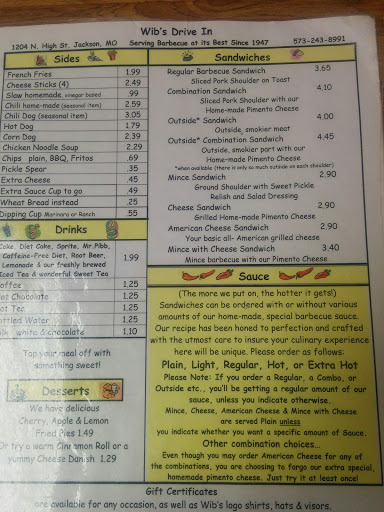 Wib's Drive In
1204 N. High St. Jackson, MO Serving Barbecue at its Best Since 1947 573-243-8991
Sides
French Fries 1.99
Cheese Sticks (4) 2.49
Slaw homemade, vinegar based .99
Chili home-made (seasonal item) 2.59
Chili Dog (seasonal item) 3.05
Hot Dog 1.79
Corn Dog 2.39
Chicken Noodle Soup 2.29
Chips plain, BBQ, Fritos .69
Pickle Spear .35
Extra Cheese .45
Extra Sauce Cup to go .49
Wheat Bread instead .25
Dipping Cup Marinara or Ranch .55
Drinks
Coke, Diet Cake, Sprite, Mr.Pibb,
Caffeine-Free Diet, Root Beer,
Lemonade & our freshly brewed
Iced Tea & wonderful Sweet Tea 1.99
Coffee 1.25
Hot Chocolate 1.25
Hot Tea 1.25
Bottled Water 1.25
white & chocolate 1.10
Tap your meal off with
something sweet!
Desserts
We have delicious
Cherry, Apple & Lemon
Fried Pies 1.49
Or try a warm Cinnamon Roll or a
yummy Cheese Danish 1.29
Sandwiches
Regular Barbecue Sandwich 3.65
Sliced Pork Shoulder on Toast
Combination Sandwich 4.10
Sliced Pork Shoulder with our
Home-made Pimento Cheese
Outside* Sandwich 4.00
Outside, smokier meat
Outside* Combination Sandwich 4.45
Outside, smokier part with our
Home-made Pimento Cheese
*when available (there is only so much outside on each shoulder)
Mince Sandwich 2.90
Ground Shoulder with Sweet Pickle
Relish and Salad Dressing
Cheese Sandwich 2.90
Grilled Home-made Pimento Cheese
American Cheese Sandwich 2.90
Your basic all- American grilled cheese
Mince with Cheese Sandwich 3.40
Mince barbecue with our Pimento Cheese
Sauce
(The more we put on, the hotter it gets!)
Sandwiches can be ordered with or without various
amounts of our home-made, special barbecue sauce.
Our recipe has been honed to perfection and crafted
with the utmost care to insure your culinary experience
here will be unique. Please order as follows:
Plain, Light, Regular, Hot, or Extra Hot
Please Note: If you order a Regular, a Combo, or
Outside etc., you'll be getting a regular amount of our
sauce, unless you indicate otherwise.
Mince, Cheese, American Cheese & Mince with Cheese
are served Plain unless
you indicate whether you want a specific amount of Sauce.
Other combination choices...
Even though you may order American Cheese for any of
the combinations, you are choosing to forgo our extra special,
homemade pimento cheese. Just try it at least once!
Gift Certificates
are available for any occasion, as well as Wib's logo shirts, hats & visors.